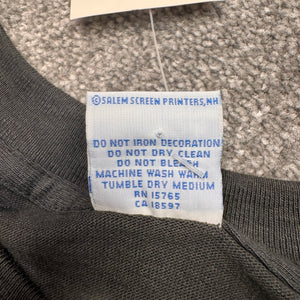 ©SALEM SCREEN PRINTERS, NH
DO NOT IRON DECORATION
DO NOT DRY CLEAN
DO NOT BLEACH
MACHINE WASH WARM
TUMBLE DRY MEDIUM
RN 15765
CA 18597